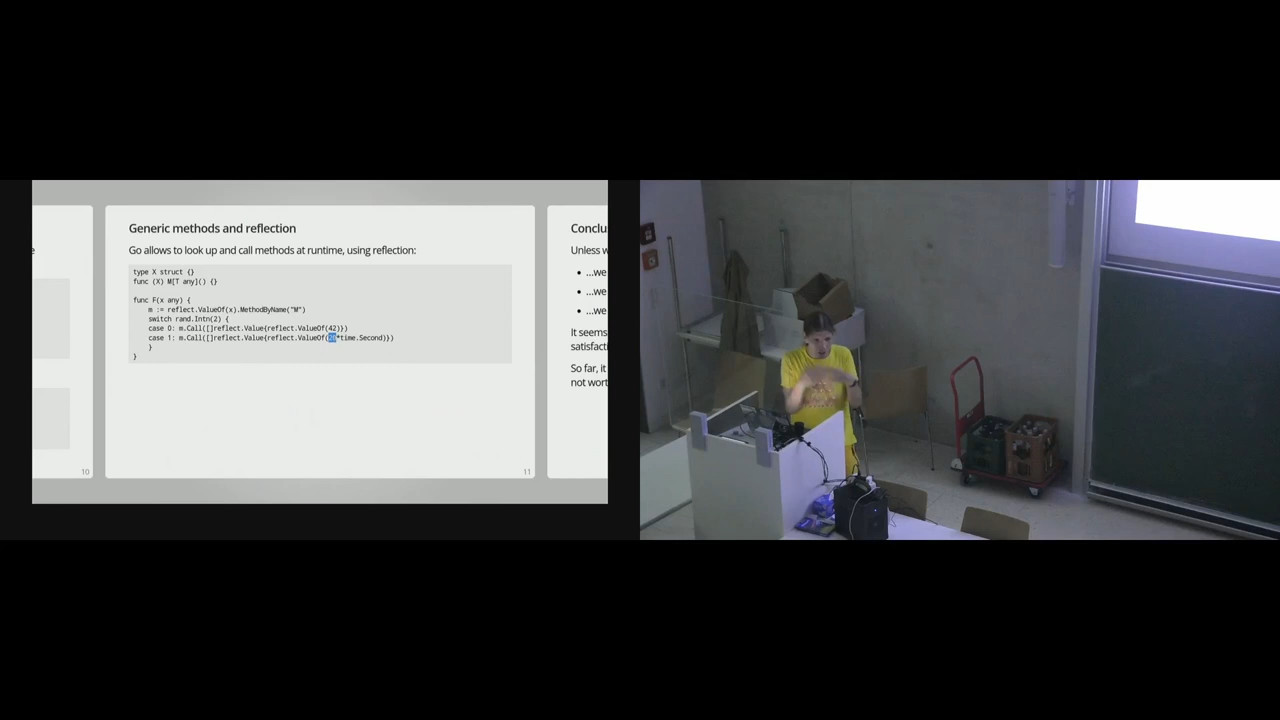 e
10
Generic methods and reflection
Go allows to look up and call methods at runtime, using reflection:
type X struct {}
func (X) M[T any]() {}
func F(x any) {
    m := reflect.ValueOf(x).MethodByName("M")
    switch rand.Intn(2) {
    case 0: m.Call([]reflect.Value{reflect.ValueOf(42)})
    case 1: m.Call([]reflect.Value{reflect.ValueOf(20*time.Second)})
    }
}
11
Conclu
Unless w
• ...we
• ...we
• ...we
It seems
satisfacti
So far, it
not wort